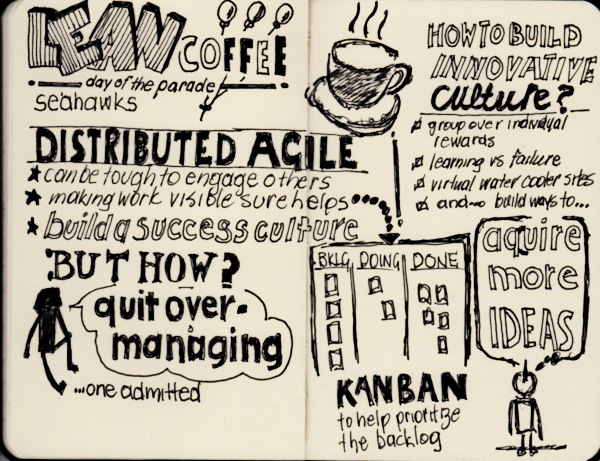 LEAN COFFEE
day of the parade
seahawks
DISTRIBUTED AGILE
can be tough to engage others
making work visible sure helps
build a success culture
BUT HOW?
quit over-
managing
...one admitted
HOW TO BUILD
INNOVATIVE
culture?
group over individual
rewards
learning vs failure
virtual water cooler sites
and~ build ways to...
aquire
more
IDEAS
BKLG DOING DONE
KANBAN
to help prioritize
the backlog